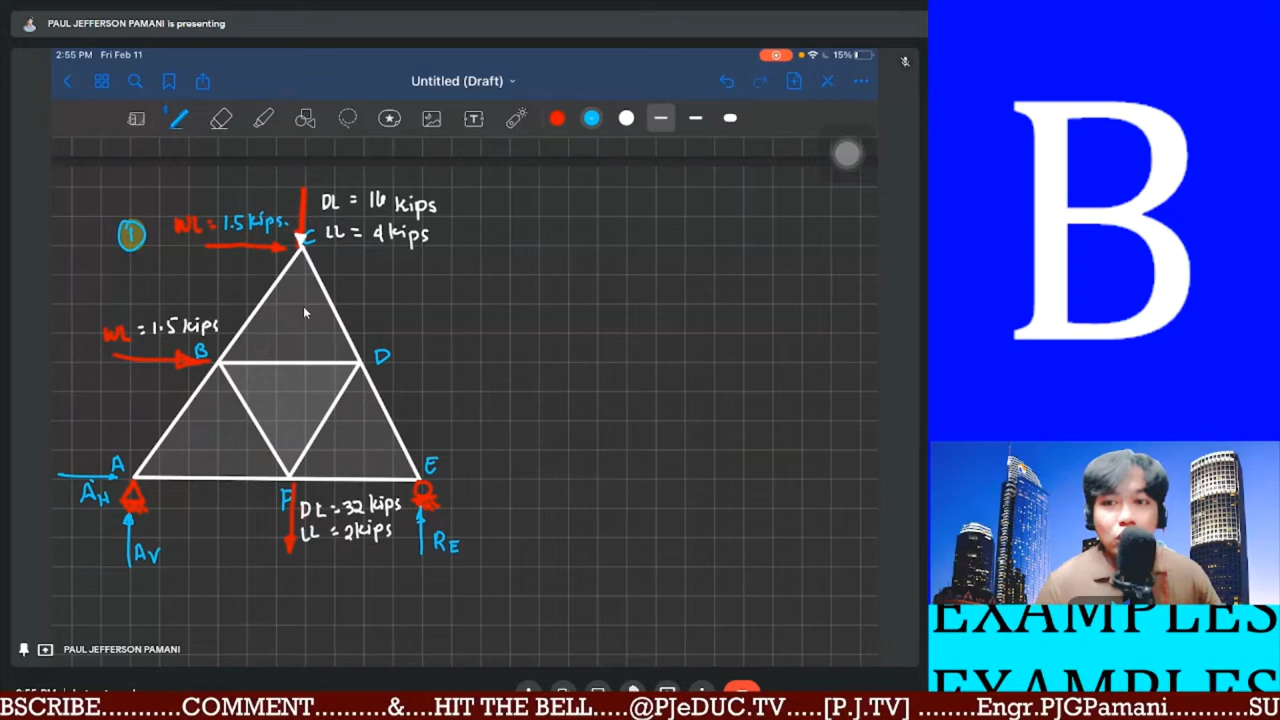 PAUL JEFFERSON PAMANI is presenting
2:55 PM Fri Feb 11
15%
Untitled (Draft)
T
1
WL = 1.5 kips.
DL = 16 kips
LL = 4 kips
C
WL = 1.5 kips
B
D
A
E
AH
F
DL = 32 kips
LL = 2 kips
AV
RE
PAUL JEFFERSON PAMANI
B
EXAMPLES
EXAMPLES
BSCRIBE..........COMMENT.........&....HIT THE BELL....@PJeDUC.TV.....[P.J.TV] ........Engr.PJGPamani............SU